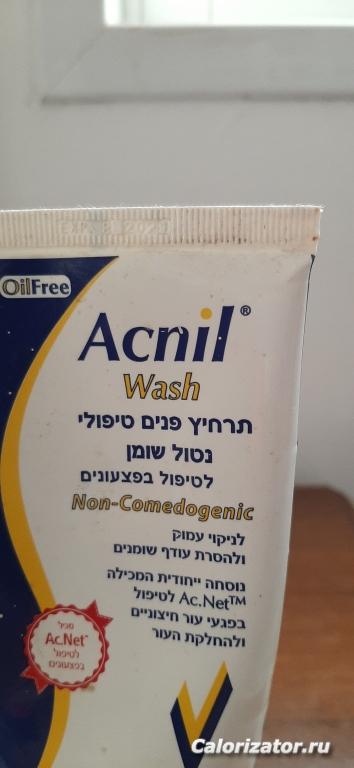 OilFree
Acnil®
Wash
תרחיץ פנים טיפולי
נטול שומן
לטיפול בפצעונים
Non-Comedogenic
לניקוי עמוק
ולהסרת עודף שומנים
נוסחה ייחודית המכילה
Ac.Net™ לטיפול
בפגעי עור חיצוניים
ולהחלקת העור
מכיל
Ac.Net™
לטיפול
בפצעונים
Calorizator.ru